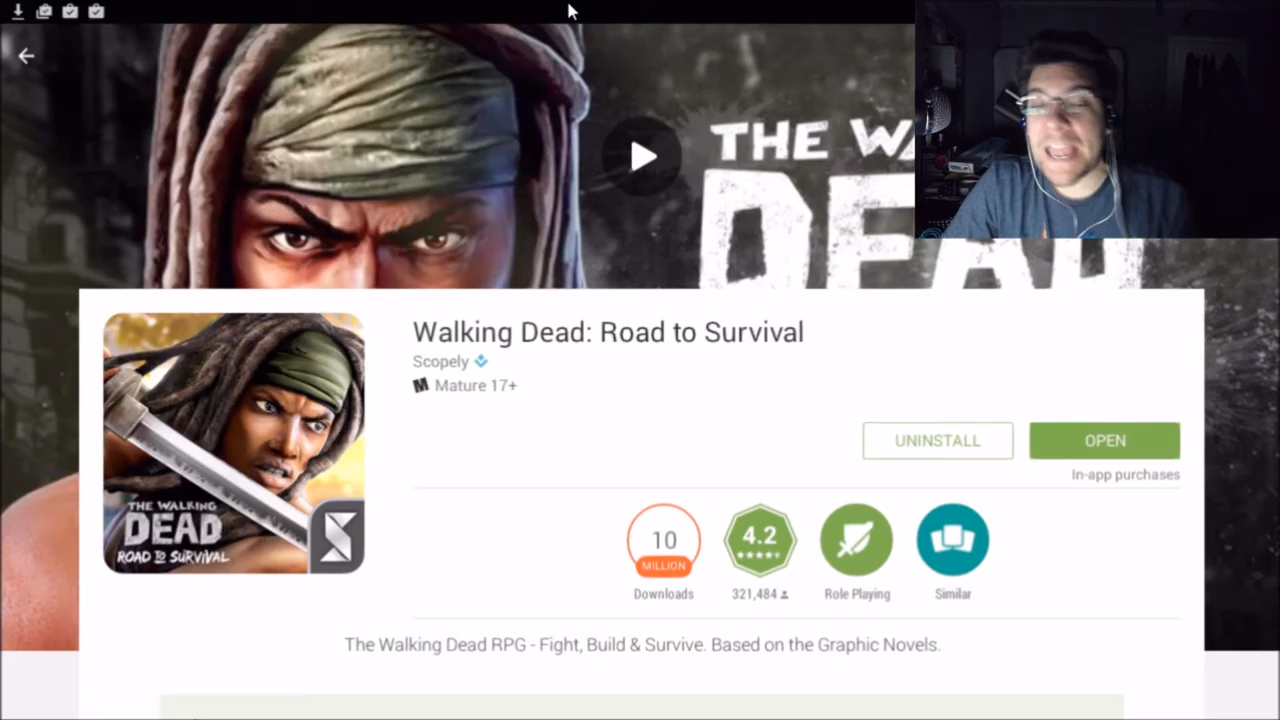 THE WA
DEAD
Walking Dead: Road to Survival
Scopely
Mature 17+
UNINSTALL
OPEN
In-app purchases
THE WALKING
DEAD
ROAD TO SURVIVAL
10
MILLION
Downloads
4.2
321,484
Role Playing
Similar
The Walking Dead RPG - Fight, Build & Survive. Based on the Graphic Novels.